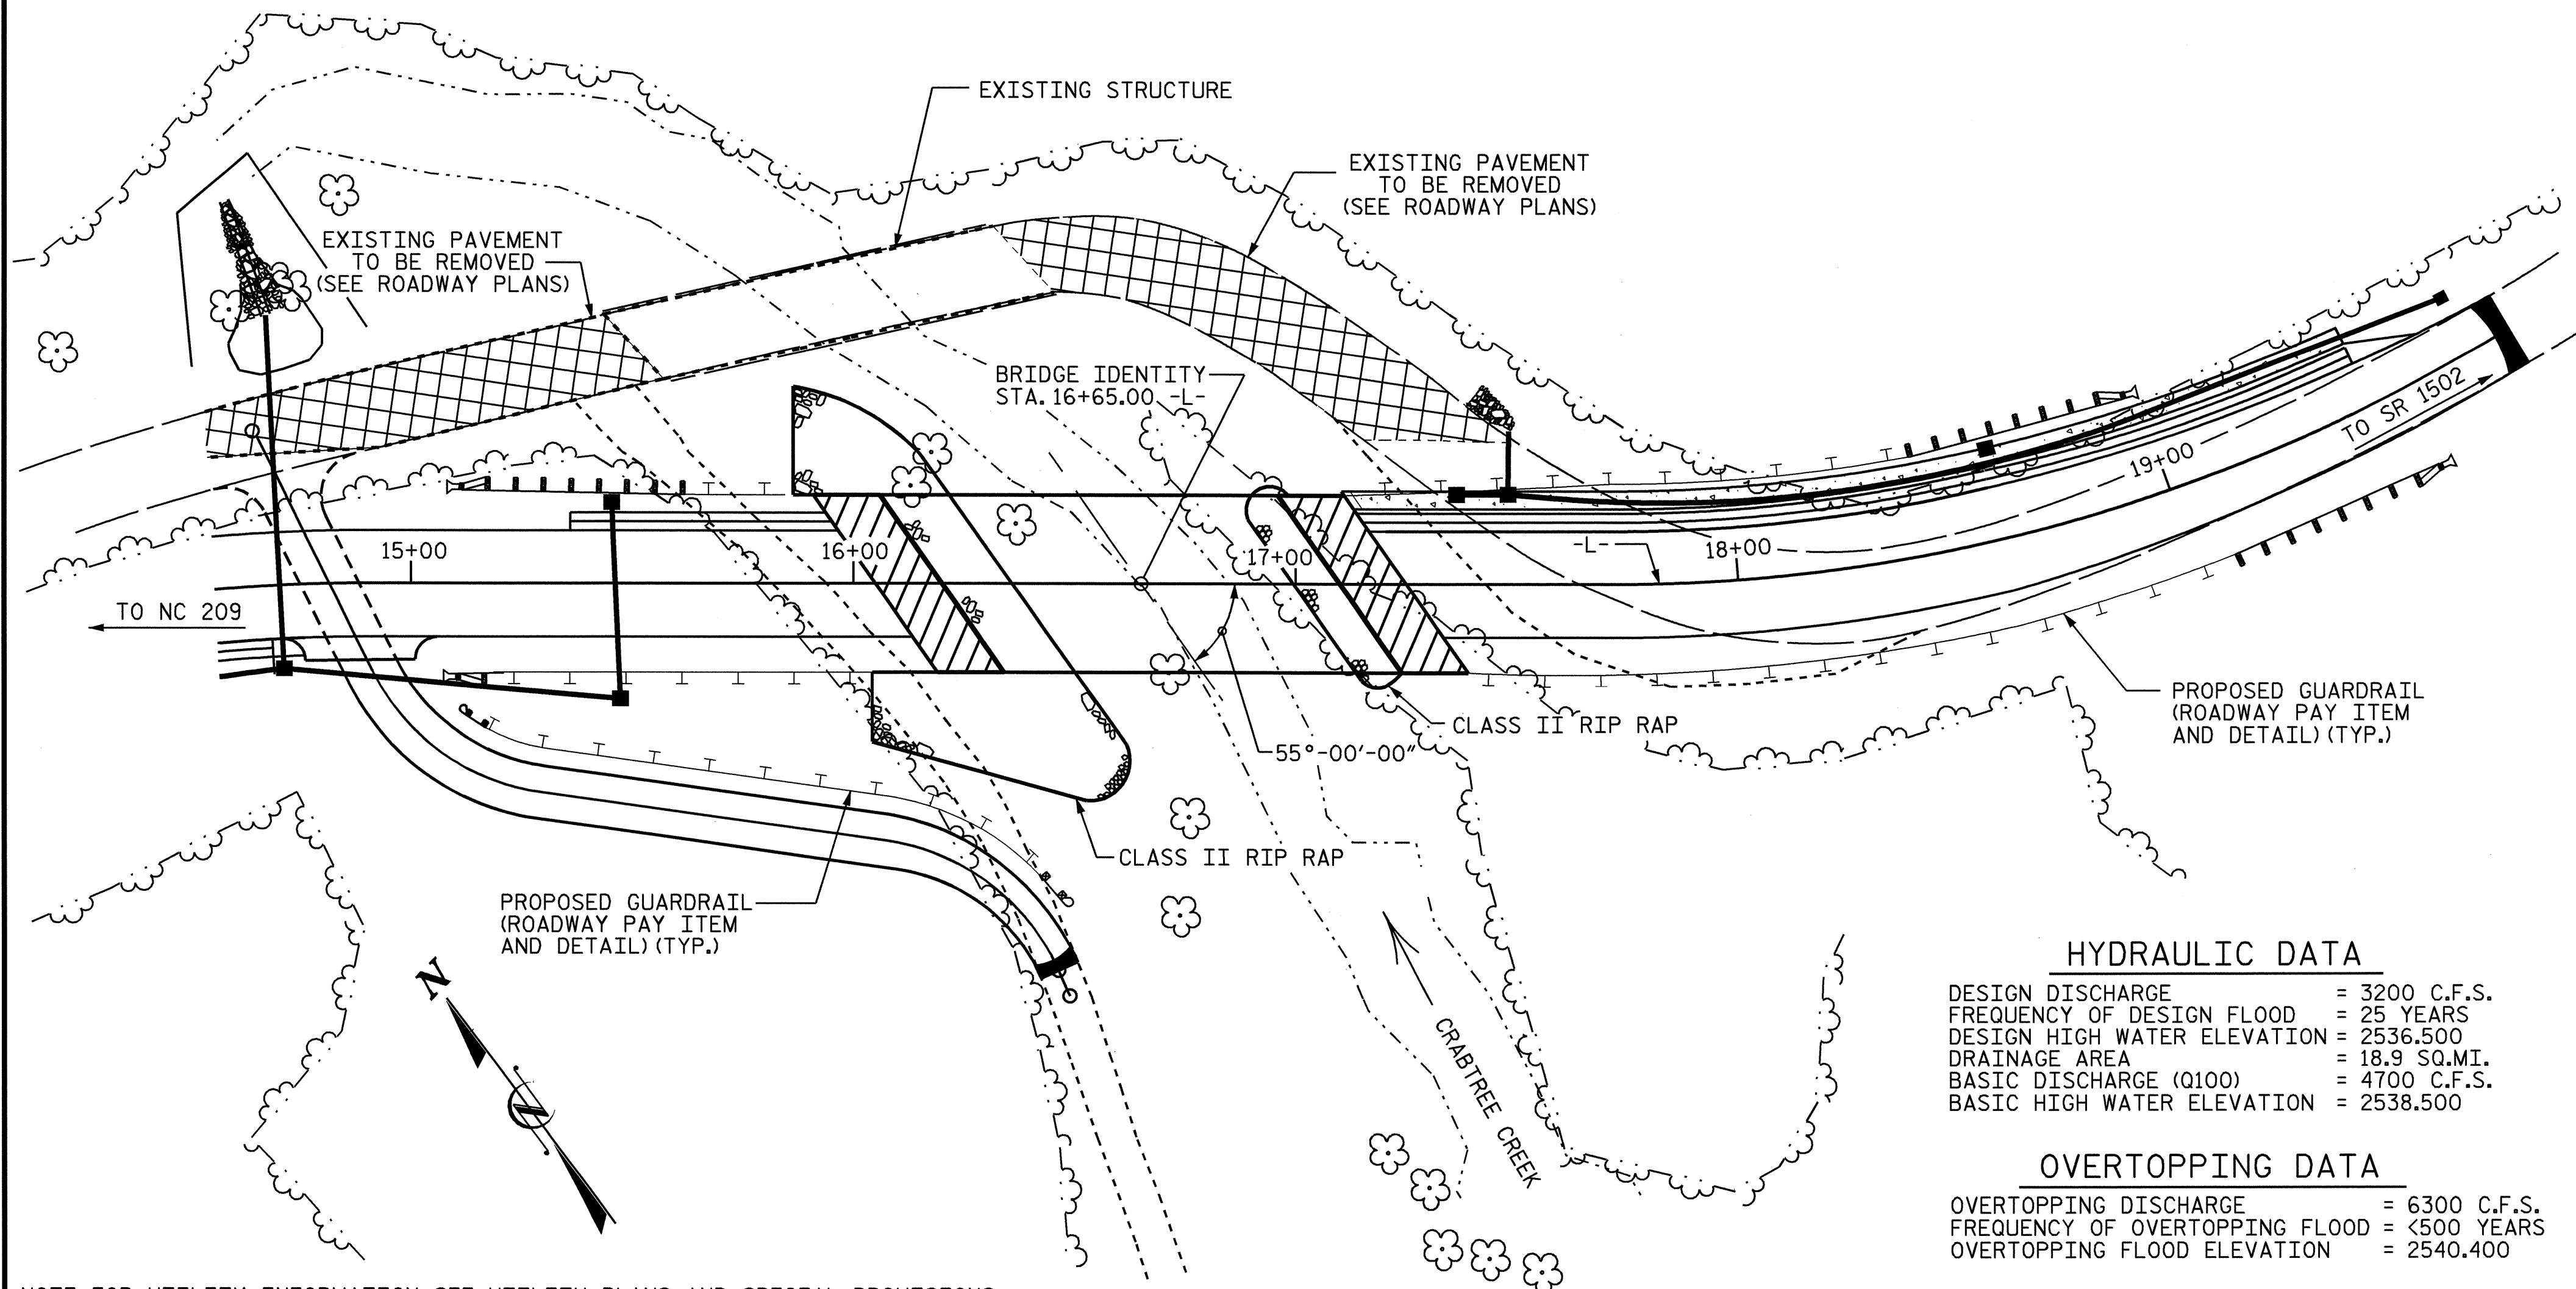 EXISTING STRUCTURE
EXISTING PAVEMENT
TO BE REMOVED
(SEE ROADWAY PLANS)
EXISTING PAVEMENT
TO BE REMOVED
(SEE ROADWAY PLANS)
BRIDGE IDENTITY
STA. 16+65.00 -L-
TO SR 1502
15+00
16+00
17+00
-L-
18+00
19+00
TO NC 209
CLASS II RIP RAP
55°-00'-00"
PROPOSED GUARDRAIL
(ROADWAY PAY ITEM
AND DETAIL) (TYP.)
CLASS II RIP RAP
PROPOSED GUARDRAIL
(ROADWAY PAY ITEM
AND DETAIL) (TYP.)
N
CRABTREE CREEK
HYDRAULIC DATA
DESIGN DISCHARGE = 3200 C.F.S.
FREQUENCY OF DESIGN FLOOD = 25 YEARS
DESIGN HIGH WATER ELEVATION = 2536.500
DRAINAGE AREA = 18.9 SQ.MI.
BASIC DISCHARGE (Q100) = 4700 C.F.S.
BASIC HIGH WATER ELEVATION = 2538.500
OVERTOPPING DATA
OVERTOPPING DISCHARGE = 6300 C.F.S.
FREQUENCY OF OVERTOPPING FLOOD = <500 YEARS
OVERTOPPING FLOOD ELEVATION = 2540.400